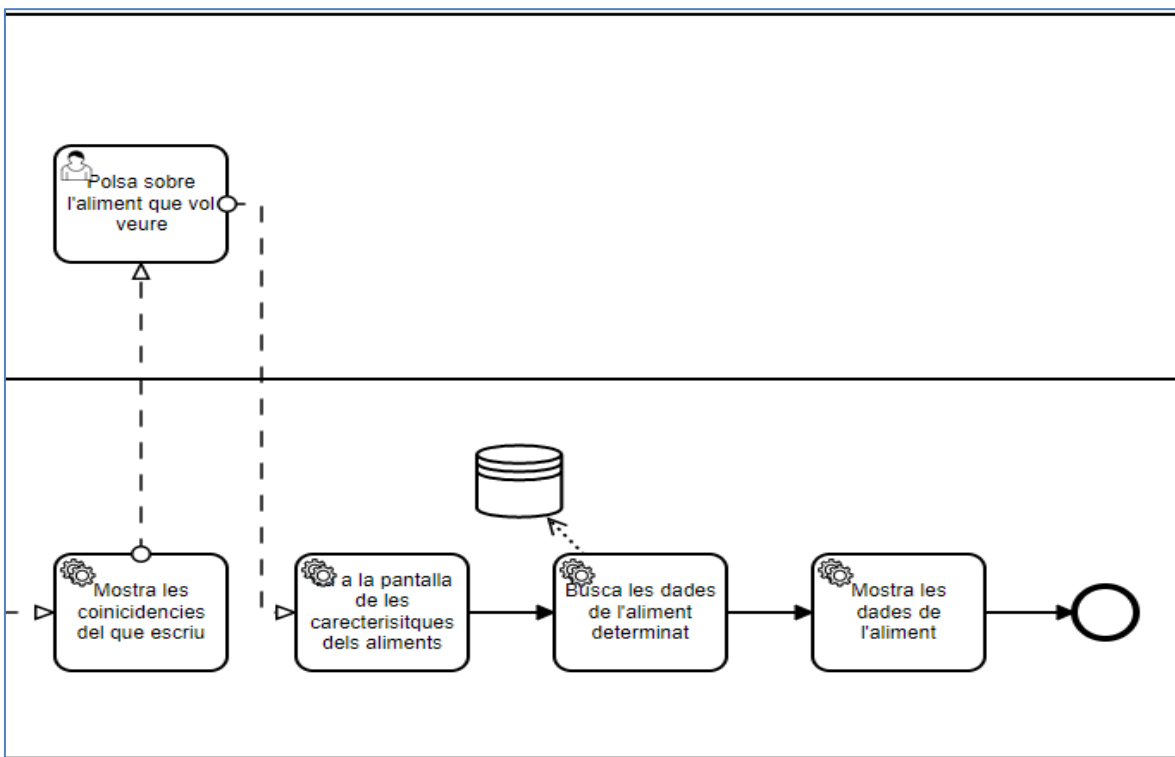 Polsa sobre
l'aliment que vol
veure
Mostra les
coinicidencies
del que escriu
a la pantalla
de les
carecterisitques
dels aliments
Busca les dades
de l'aliment
determinat
Mostra les
dades de
l'aliment